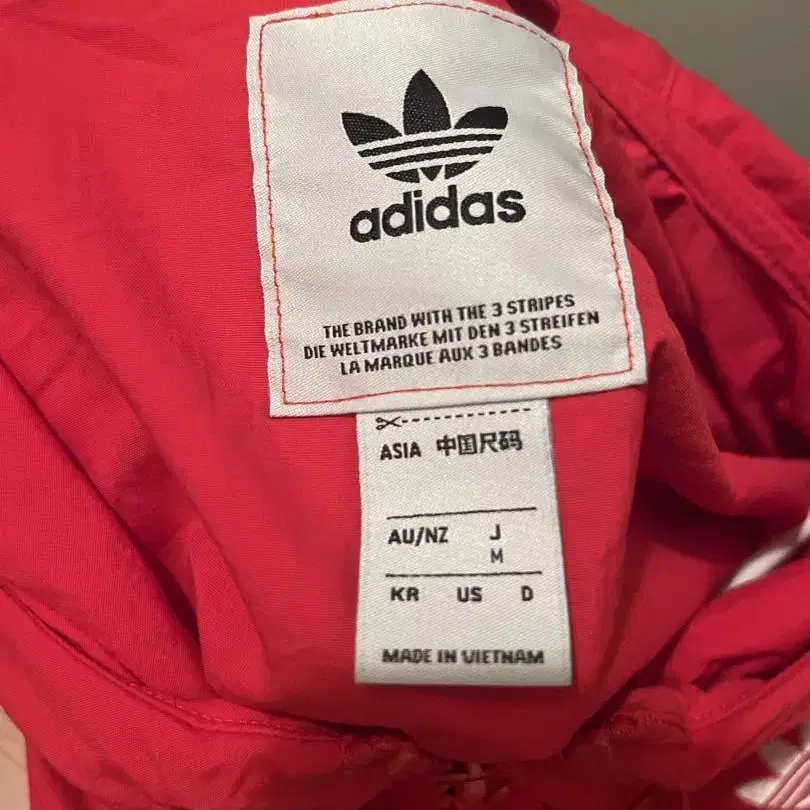 adidas
THE BRAND WITH THE 3 STRIPES
DIE WELTMARKE MIT DEN 3 STREIFEN
LA MARQUE AUX 3 BANDES
ASIA 中国尺码
AU/NZ J
M
KR US D
MADE IN VIETNAM